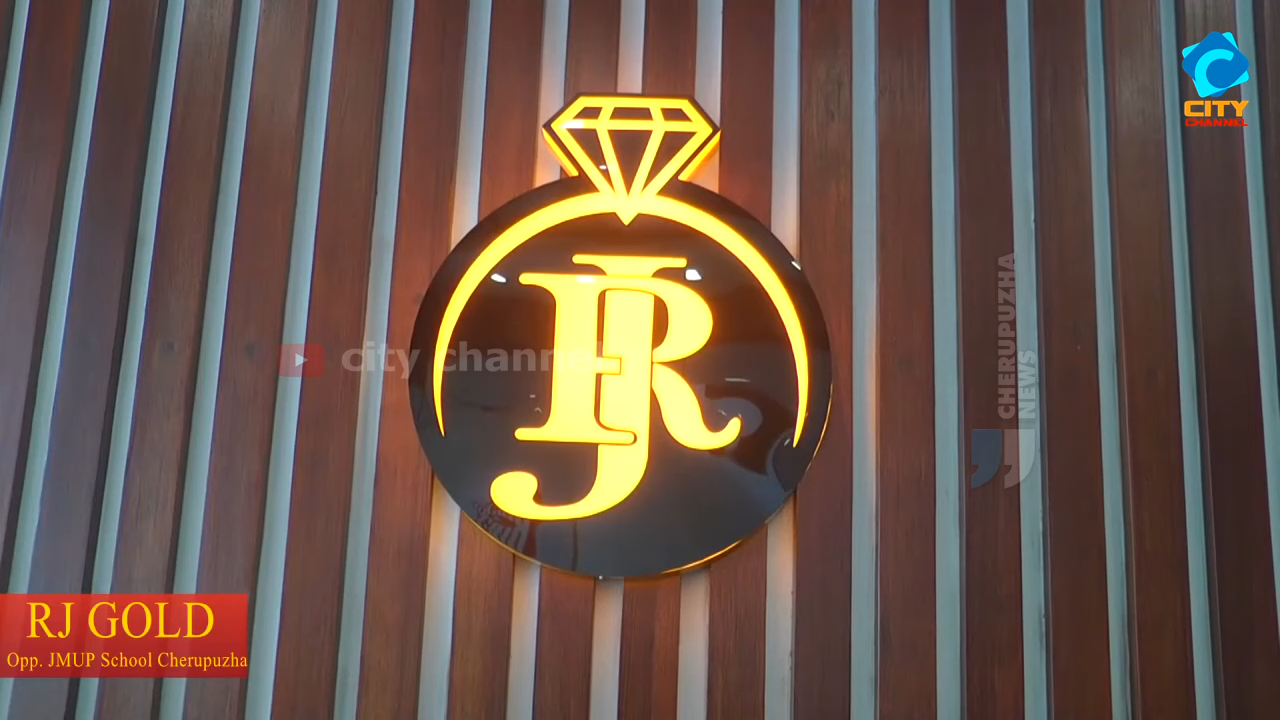 CITY
CHANNEL
RJ
city channel
CHERUPUZHA
NEWS
RJ GOLD
Opp. JMUP School Cherupuzha